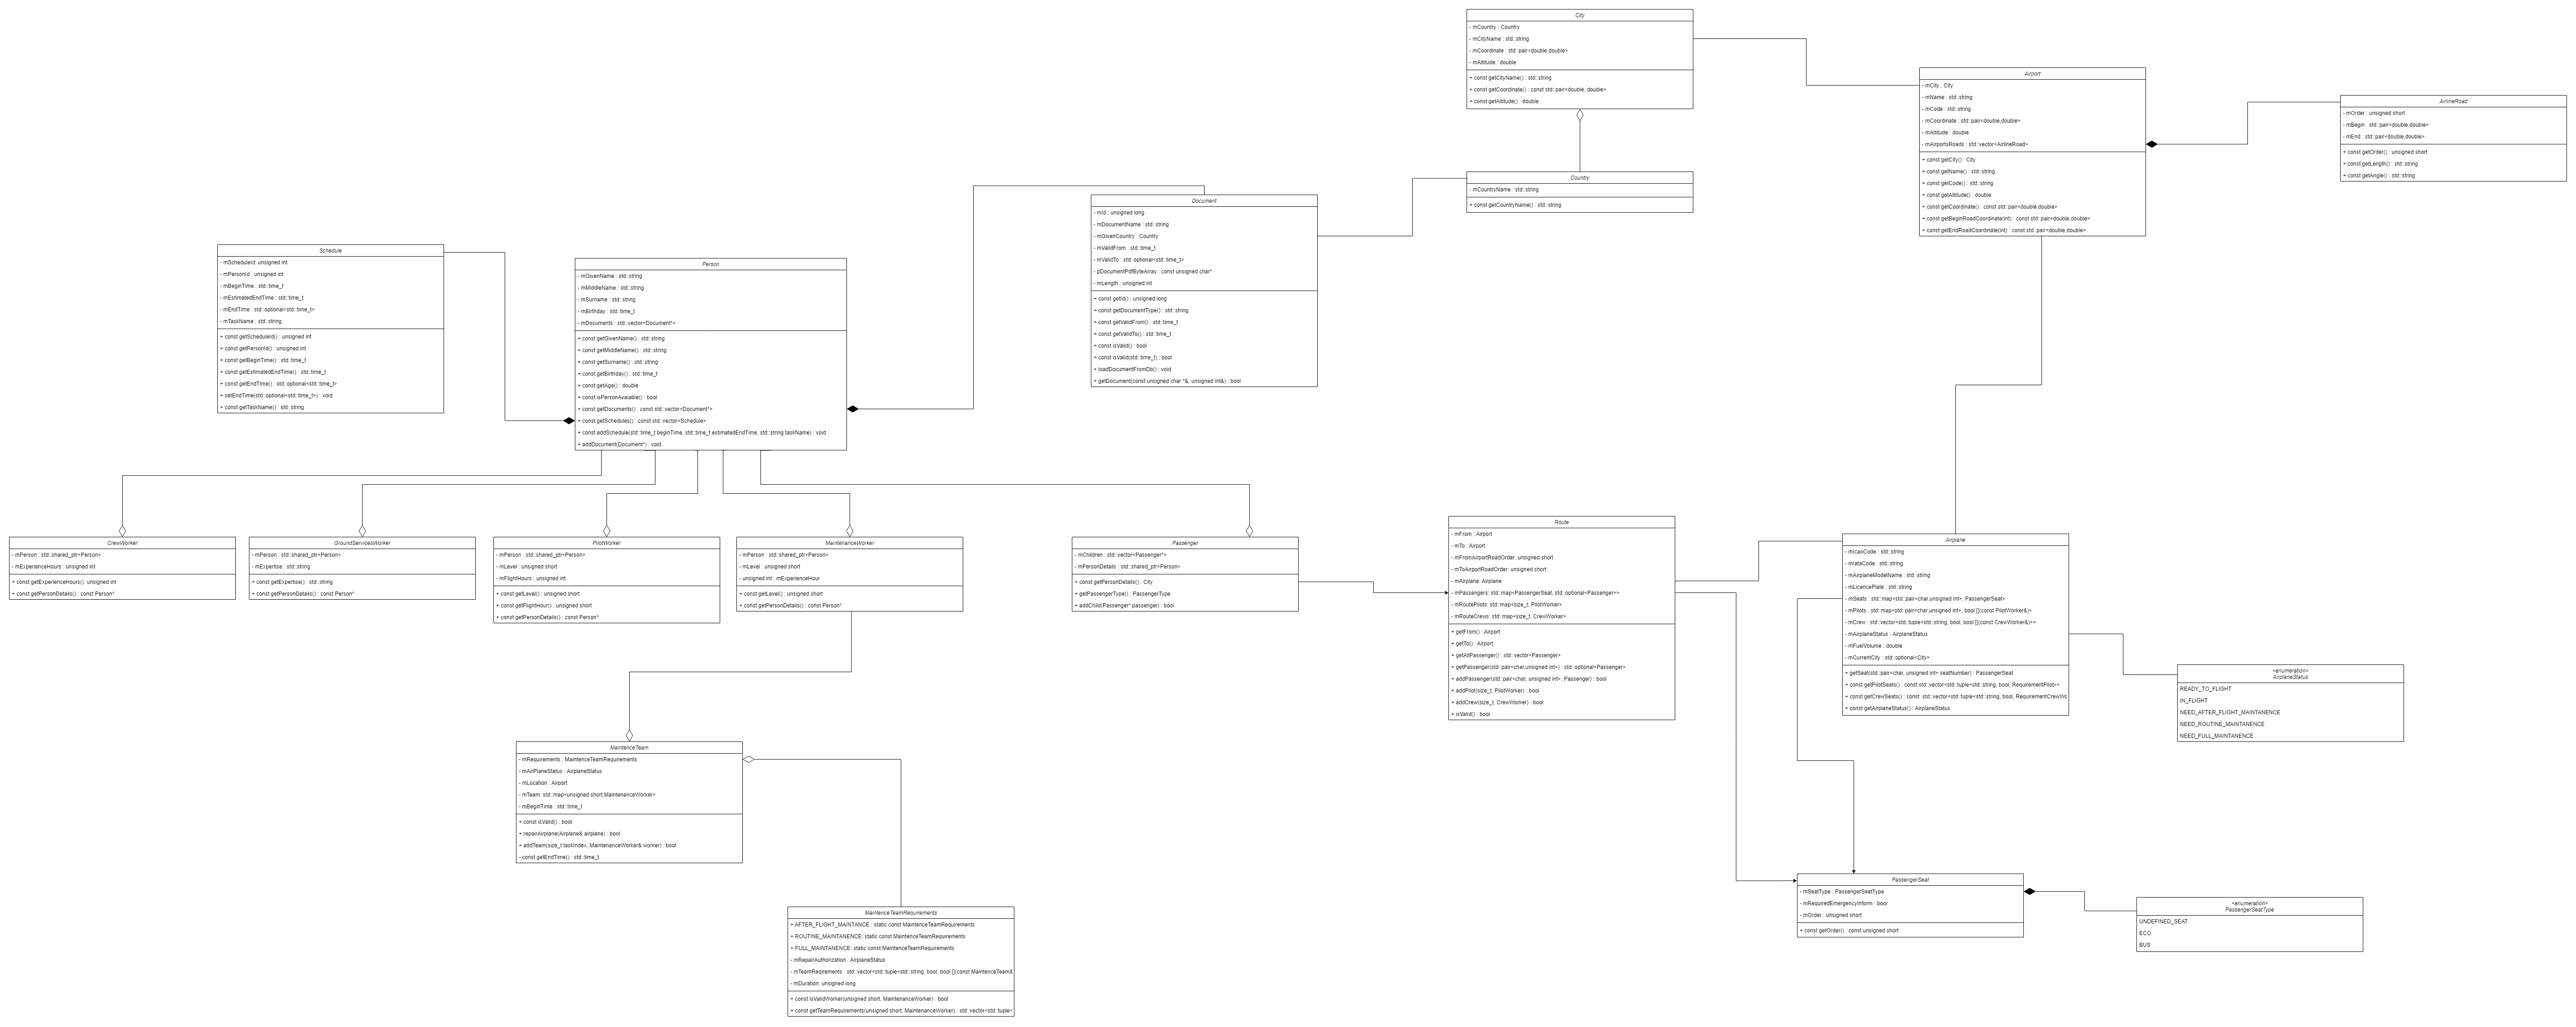 City
- mCountry : Country
- mCityName : std::string
- mCoordinate : std::pair<double,double>
- mAltitude : double
+ const getCityName() : std::string
+ const getCoordinate() : const std::pair<double, double>
+ const getAltitude() : double
Airport
- mCity : City
- mName : std::string
- mCode : std::string
- mCoordinate : std::pair<double,double>
- mAltitude : double
- mAirportsRoads : std::vector<AirlineRoad>
+ const getCity() : City
+ const getName() : std::string
+ const getCode() : std::string
+ const getAltitude() : double
+ const getCoordinate() : const std::pair<double,double>
+ const getBeginRoadCoordinate(int) : const std::pair<double,double>
+ const getEndRoadCoordinate(int) : const std::pair<double,double>
AirlineRoad
- mOrder : unsigned short
- mBegin : std::pair<double,double>
- mEnd : std::pair<double,double>
+ const getOrder() : unsigned short
+ const getLength() : std::string
+ const getAngle() : std::string
Country
- mCountryName : std::string
+ const getCountryName() : std::string
Document
- mId : unsigned long
- mDocumentName : std::string
- mGivenCountry : Country
- mValidFrom : std::time_t
- mValidTo : std::optional<std::time_t>
- pDocumentPdfByteArray : const unsigned char*
- mLength : unsigned int
+ const getId() : unsigned long
+ const getDocumentType() : std::string
+ const getValidFrom() : std::time_t
+ const getValidTo() : std::time_t
+ const isValid() : bool
+ const isValid(std::time_t) : bool
+ loadDocumentFromDb() : void
+ getDocument(const unsigned char *&, unsigned int&) : bool
Schedule
- mScheduleId: unsigned int
- mPersonId : unsigned int
- mBeginTime : std::time_t
- mEstimatedEndTime : std::time_t
- mEndTime : std::optional<std::time_t>
- mTaskName : std::string
+ const getScheduleId() : unsigned int
+ const getPersonId() : unsigned int
+ const getBeginTime() : std::time_t
+ const getEstimatedEndTime() : std::time_t
+ const getEndTime() : std::optional<std::time_t>
+ setEndTime(std::optional<std::time_t>) : void
+ const getTaskName() : std::string
Person
- mGivenName : std::string
- mMiddleName : std::string
- mSurname : std::string
- mBirthday : std::time_t
- mDocuments : std::vector<Document*>
+ const getGivenName() : std::string
+ const getMiddleName() : std::string
+ const getSurname() : std::string
+ const getBirthday() : std::time_t
+ const getAge() : double
+ const isPersonAvaiable() : bool
+ const getDocuments() : const std::vector<Document*>
+ const getSchedules() : const std::vector<Schedule>
+ const addSchedule(std::time_t beginTime, std::time_t estimatedEndTime, std::string taskName) : void
+ addDocument(Document*) : void
CrewWorker
- mPerson : std::shared_ptr<Person>
- mExperienceHours : unsigned int
+ const getExperienceHours(): unsigned int
+ const getPersonDetails() : const Person*
GroundServicesWorker
- mPerson : std::shared_ptr<Person>
- mExpertise : std::string
+ const getExpertise() : std::string
+ const getPersonDetails() : const Person*
PilotWorker
- mPerson : std::shared_ptr<Person>
- mLevel : unsigned short
- mFlightHours : unsigned int
+ const getLevel() : unsigned short
+ const getFlightHour() : unsigned short
+ const getPersonDetails() : const Person*
MaintenanceWorker
- mPerson : std::shared_ptr<Person>
- mLevel : unsigned short
- unsigned int : mExperienceHour
+ const getLevel() : unsigned short
+ const getPersonDetails() : const Person*
Passenger
- mChildren : std::vector<Passenger*>
- mPersonDetails : std::shared_ptr<Person>
+ const getPersonDetails() : City
+ getPassengerType() : PassengerType
+ addChild(Passenger* passenger) : bool
Route
- mFrom : Airport
- mTo : Airport
- mFromAirportRoadOrder: unsigned short
- mToAirportRoadOrder: unsigned short
- mAirplane: Airplane
- mPassengers: std::map<PassengerSeat, std::optional<Passenger>>
- mRoutePilots: std::map<size_t, PilotWorker>
- mRouteCrews: std::map<size_t, CrewWorker>
+ getFrom() : Airport
+ getTo() : Airport
+ getAllPassenger() : std::vector<Passenger>
+ getPassenger(std::pair<char,unsigned int>) : std::optional<Passenger>
+ addPassenger(std::pair<char, unsigned int>, Passenger) : bool
+ addPilot(size_t, PilotWorker) : bool
+ addCrew(size_t, CrewWorker) : bool
+ isValid() : bool
Airplane
- mIcaoCode : std::string
- mIataCode : std::string
- mAirplaneModelName : std::string
- mLicencePlate : std::string
- mSeats : std::map<std::pair<char,unsigned int>, PassengerSeat>
- mPilots : std::map<std::pair<char,unsigned int>, bool [](const PilotWorker&)>
- mCrew : std::vector<std::tuple<std::string, bool, bool [](const CrewWorker&)>>
- mAirplaneStatus : AirplaneStatus
- mFuelVolume : double
- mCurrentCity : std::optional<City>
+ getSeat(std::pair<char, unsigned int> seatNumber) : PassengerSeat
+ const getPilotSeats() : const std::vector<std::tuple<std::string, bool, RequirementPilot>>
+ const getCrewSeats() : const std::vector<std::tuple<std::string, bool, RequirementCrewWc
+ const getAirplaneStatus() : AirplaneStatus
«enumeration»
AirplaneStatus
READY_TO_FLIGHT
IN_FLIGHT
NEED_AFTER_FLIGHT_MAINTANENCE
NEED_ROUTINE_MAINTANENCE
NEED_FULL_MAINTANENCE
MaintenceTeam
- mRequirements : MaintenceTeamRequirements
- mAirPlaneStatus : AirplaneStatus
- mLocation : Airport
- mTeam: std::map<unsigned short,MaintenanceWorker>
- mBeginTime : std::time_t
+ const isValid() : bool
+ repairAirplane(Airplane& airplane) : bool
+ addTeam(size_t taskIndex, MaintenanceWorker& worker) : bool
- const getEndTime() : std::time_t
MaintenceTeamRequirements
+ AFTER_FLIGHT_MAINTANCE : static const MaintenceTeamRequirements
+ ROUTINE_MAINTANENCE: static const MaintenceTeamRequirements
+ FULL_MAINTANENCE: static const MaintenceTeamRequirements
- mRepairAuthorization : AirplaneStatus
- mTeamReqirements : std::vector<std::tuple<std::string, bool, bool [](const MaintenceTeam&
- mDuration: unsigned long
+ const isValidWorker(unsigned short, MaintenanceWorker) : bool
+ const getTeamRequirements(unsigned short, MaintenanceWorker) : std::vector<std::tuple<
PassengerSeat
- mSeatType : PassengerSeatType
- mRequiredEmergencyInform : bool
- mOrder : unsigned short
+ const getOrder() : const unsigned short
«enumeration»
PassengerSeatType
UNDEFINED_SEAT
ECO
BUS